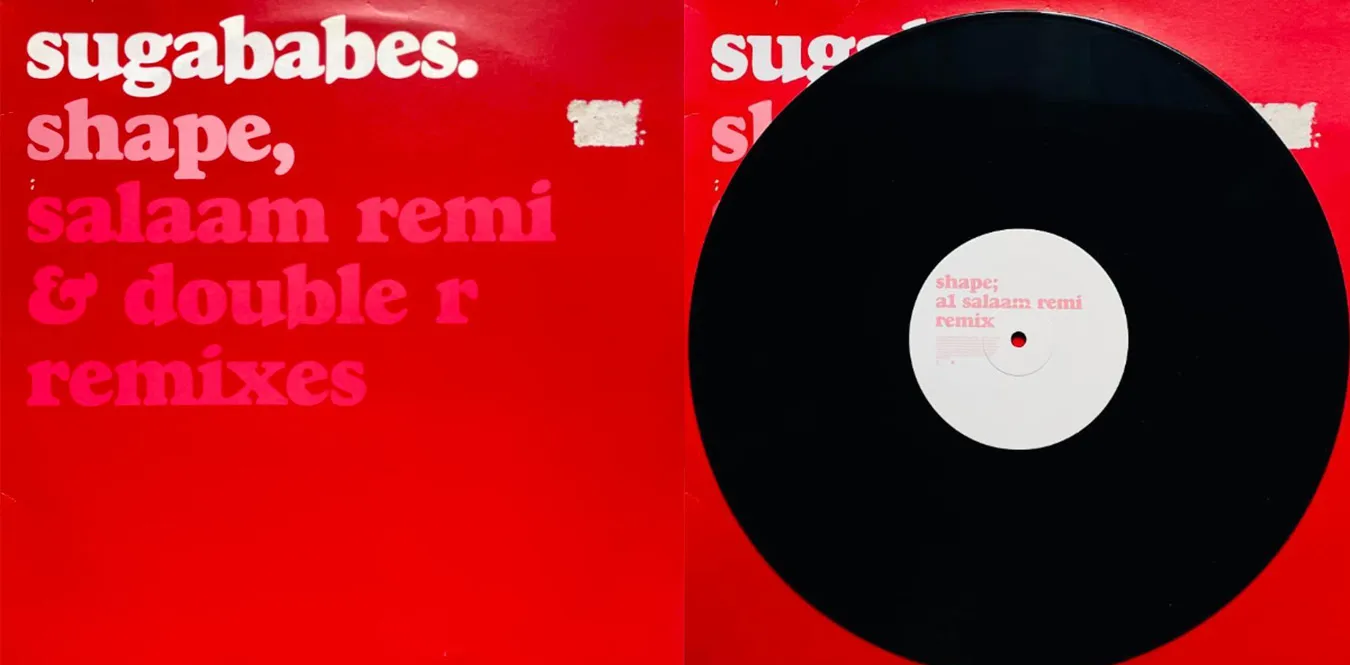 sugababes.
shape,
salaam remi
& double r
remixes
shape;
a1 salaam remi
remix